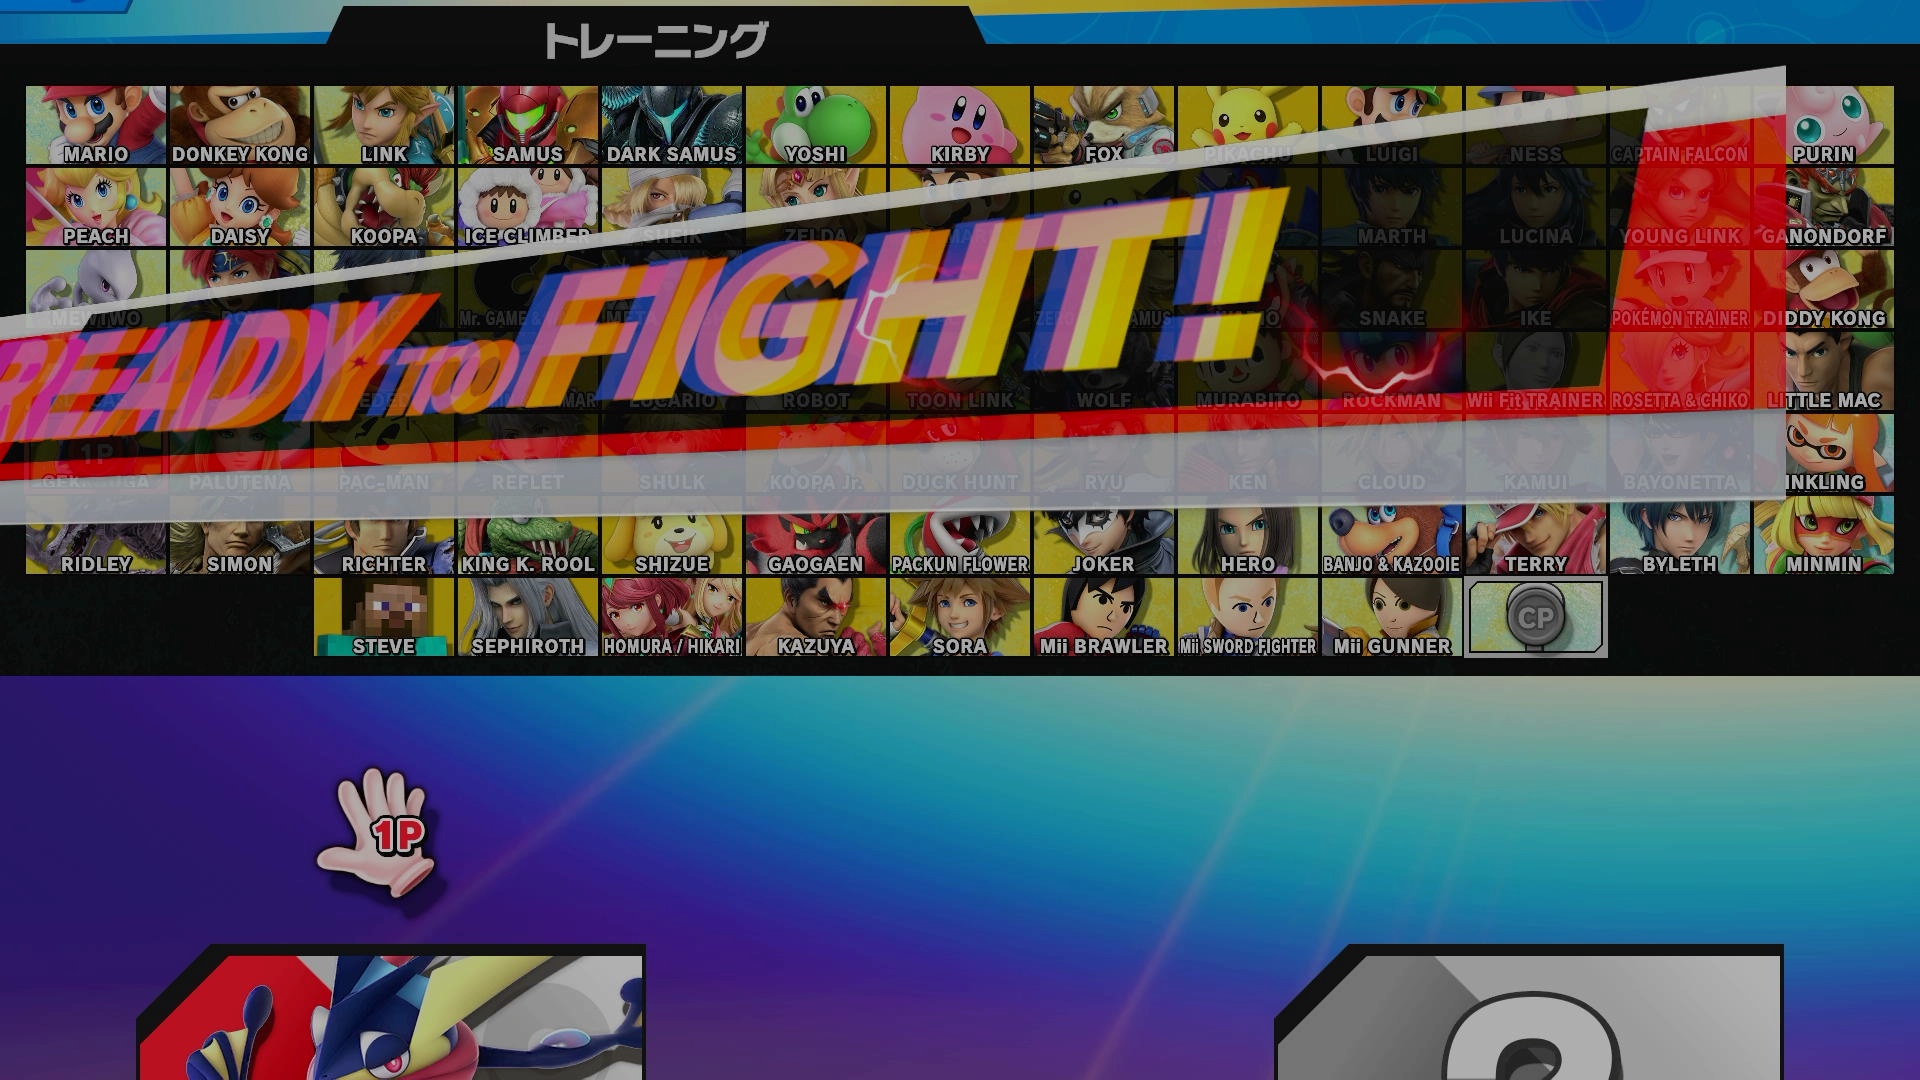 トレーニング
MARIO DONKEY KONG LINK SAMUS DARK SAMUS YOSHI KIRBY FOX PIKACHU LUIGI NESS CAPTAIN FALCON PURIN
PEACH DAISY KOOPA ICE CLIMBER SHEIK ZELDA MARTH LUCINA YOUNG LINK GANONDORF
MEWTWO Mr. GAME & SNAKE IKE POKÉMON TRAINER DIDDY KONG
READY TO FIGHT!
LUCARIO ROBOT TOON LINK WOLF MURABITO ROCKMAN Wii Fit TRAINER ROSETTA & CHIKO LITTLE MAC
1P
PALUTENA PAC-MAN REFLET SHULK KOOPA Jr. DUCK HUNT RYU KEN CLOUD KAMUI BAYONETTA INKLING
RIDLEY SIMON RICHTER KING K. ROOL SHIZUE GAOGAEN PACKUN FLOWER JOKER HERO BANJO & KAZOOIE TERRY BYLETH MINMIN
STEVE SEPHIROTH HOMURA / HIKARI KAZUYA SORA Mii BRAWLER Mii SWORD FIGHTER Mii GUNNER CP
1P
?